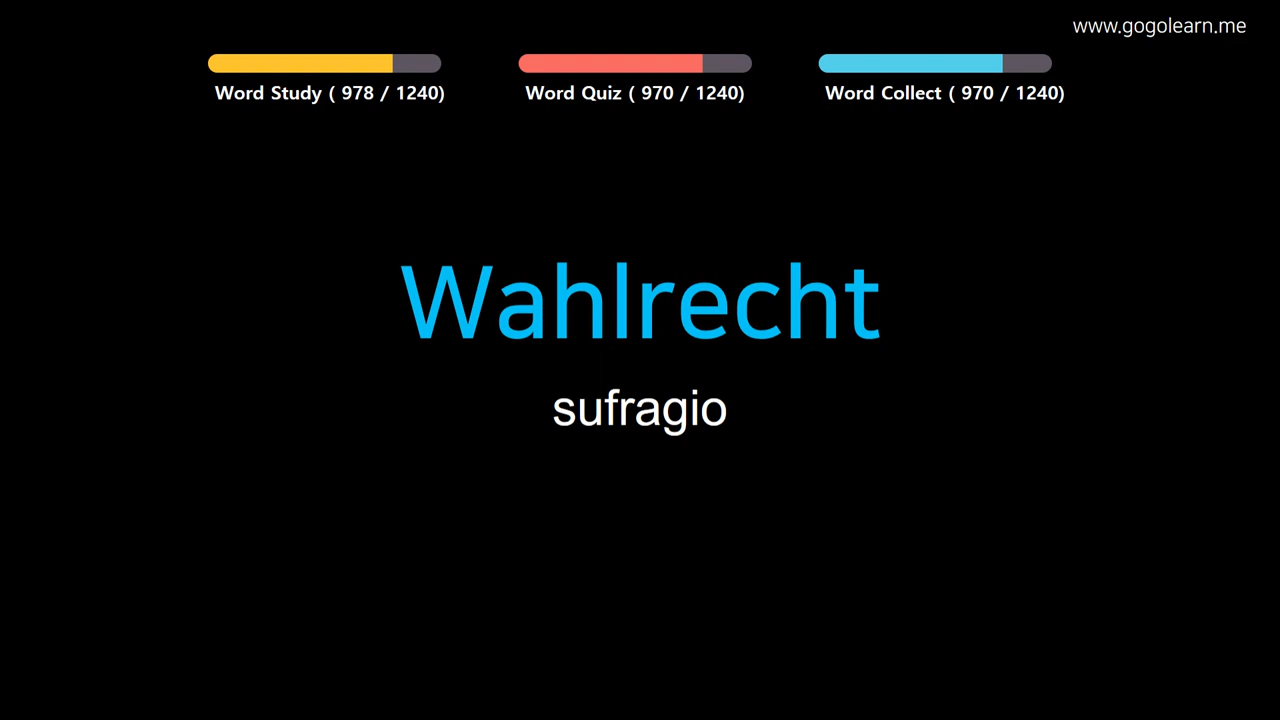 www.gogolearn.me
Word Study ( 978 / 1240)
Word Quiz ( 970 / 1240)
Word Collect ( 970 / 1240)
Wahlrecht
sufragio